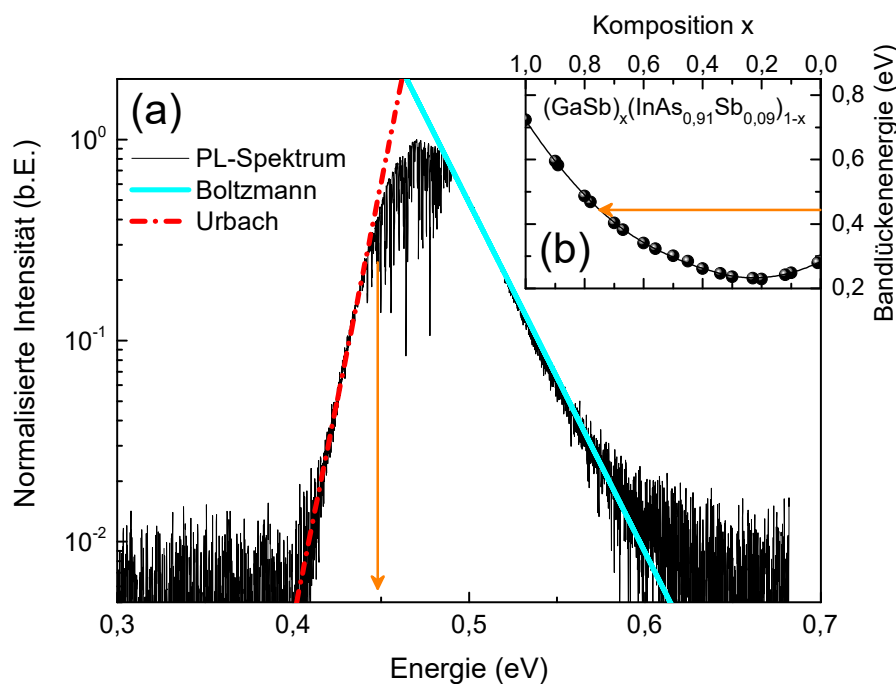 Komposition x
1,0 0,8 0,6 0,4 0,2 0,0
(a)
(GaSb)x(InAs0,91Sb0,09)1-x
0,8
0,6
0,4
0,2
Bandlückenenergie (eV)
(b)
PL-Spektrum
Boltzmann
Urbach
10^0
10^-1
10^-2
Normalisierte Intensität (b.E.)
0,3 0,4 0,5 0,6 0,7
Energie (eV)